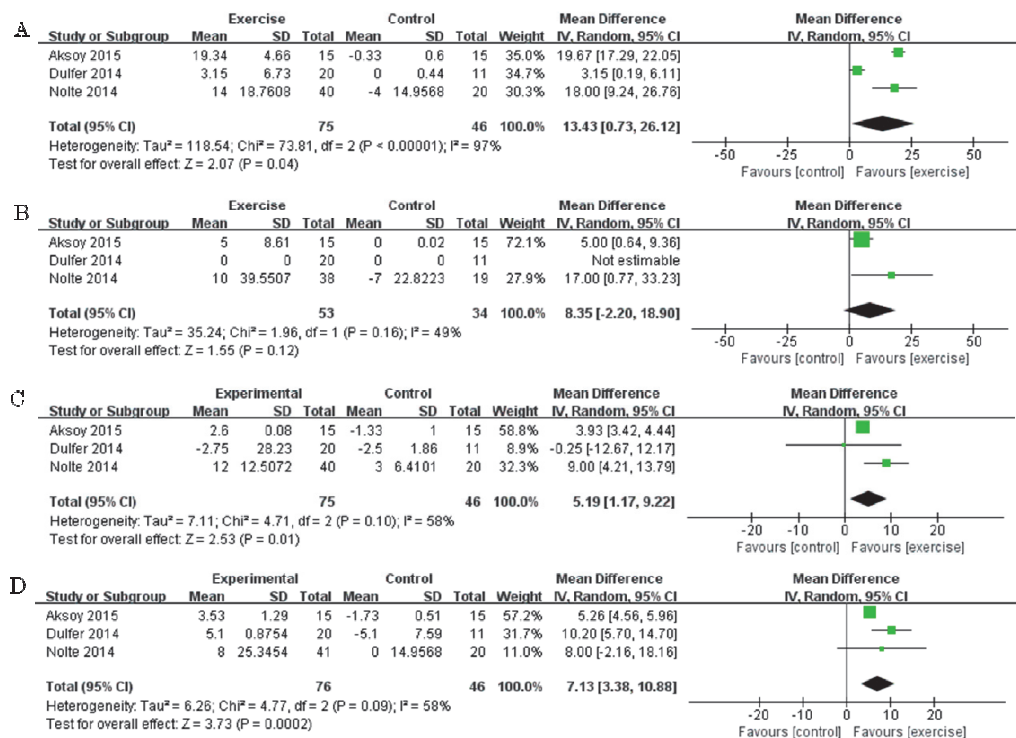 A
Exercise Control Mean Difference Mean Difference
Study or Subgroup Mean SD Total Mean SD Total Weight IV, Random, 95% CI IV, Random, 95% CI
Aksoy 2015 19.34 4.66 15 -0.33 0.6 15 35.0% 19.67 [17.29, 22.05]
Dulfer 2014 3.15 6.73 20 0 0.44 11 34.7% 3.15 [0.19, 6.11]
Nolte 2014 14 18.7608 40 -4 14.9568 20 30.3% 18.00 [9.24, 26.76]
Total (95% CI) 75 46 100.0% 13.43 [0.73, 26.12]
Heterogeneity: Tau² = 118.54; Chi² = 73.81, df = 2 (P < 0.00001); I² = 97%
Test for overall effect: Z = 2.07 (P = 0.04)
-50 -25 0 25 50
Favours [control] Favours [exercise]
B
Exercise Control Mean Difference Mean Difference
Study or Subgroup Mean SD Total Mean SD Total Weight IV, Random, 95% CI IV, Random, 95% CI
Aksoy 2015 5 8.61 15 0 0.02 15 72.1% 5.00 [0.64, 9.36]
Dulfer 2014 0 0 20 0 0 11 Not estimable
Nolte 2014 10 39.5507 38 -7 22.8223 19 27.9% 17.00 [0.77, 33.23]
Total (95% CI) 53 34 100.0% 8.35 [-2.20, 18.90]
Heterogeneity: Tau² = 35.24; Chi² = 1.96, df = 1 (P = 0.16); I² = 49%
Test for overall effect: Z = 1.55 (P = 0.12)
-50 -25 0 25 50
Favours [control] Favours [exercise]
C
Experimental Control Mean Difference Mean Difference
Study or Subgroup Mean SD Total Mean SD Total Weight IV, Random, 95% CI IV, Random, 95% CI
Aksoy 2015 2.6 0.08 15 -1.33 1 15 58.8% 3.93 [3.42, 4.44]
Dulfer 2014 -2.75 28.23 20 -2.5 1.86 11 8.9% -0.25 [-12.67, 12.17]
Nolte 2014 12 12.5072 40 3 6.4101 20 32.3% 9.00 [4.21, 13.79]
Total (95% CI) 75 46 100.0% 5.19 [1.17, 9.22]
Heterogeneity: Tau² = 7.11; Chi² = 4.71, df = 2 (P = 0.10); I² = 58%
Test for overall effect: Z = 2.53 (P = 0.01)
-20 -10 0 10 20
Favours [control] Favours [exercise]
D
Experimental Control Mean Difference Mean Difference
Study or Subgroup Mean SD Total Mean SD Total Weight IV, Random, 95% CI IV, Random, 95% CI
Aksoy 2015 3.53 1.29 15 -1.73 0.51 15 57.2% 5.26 [4.56, 5.96]
Dulfer 2014 5.1 0.8754 20 -5.1 7.59 11 31.7% 10.20 [5.70, 14.70]
Nolte 2014 8 25.3454 41 0 14.9568 20 11.0% 8.00 [-2.16, 18.16]
Total (95% CI) 76 46 100.0% 7.13 [3.38, 10.88]
Heterogeneity: Tau² = 6.26; Chi² = 4.77, df = 2 (P = 0.09); I² = 58%
Test for overall effect: Z = 3.73 (P = 0.0002)
-20 -10 0 10 20
Favours [control] Favours [exercise]